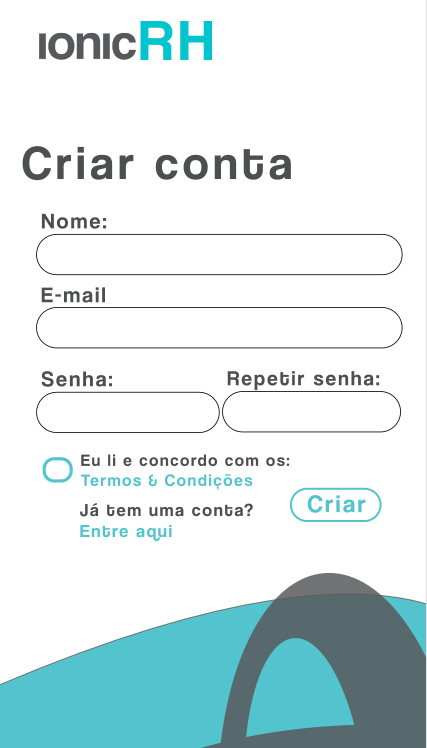 ionicRH
Criar conta
Nome:
E-mail
Senha:
Repetir senha:
Eu li e concordo com os:
Termos & Condições
Já tem uma conta?
Entre aqui
Criar